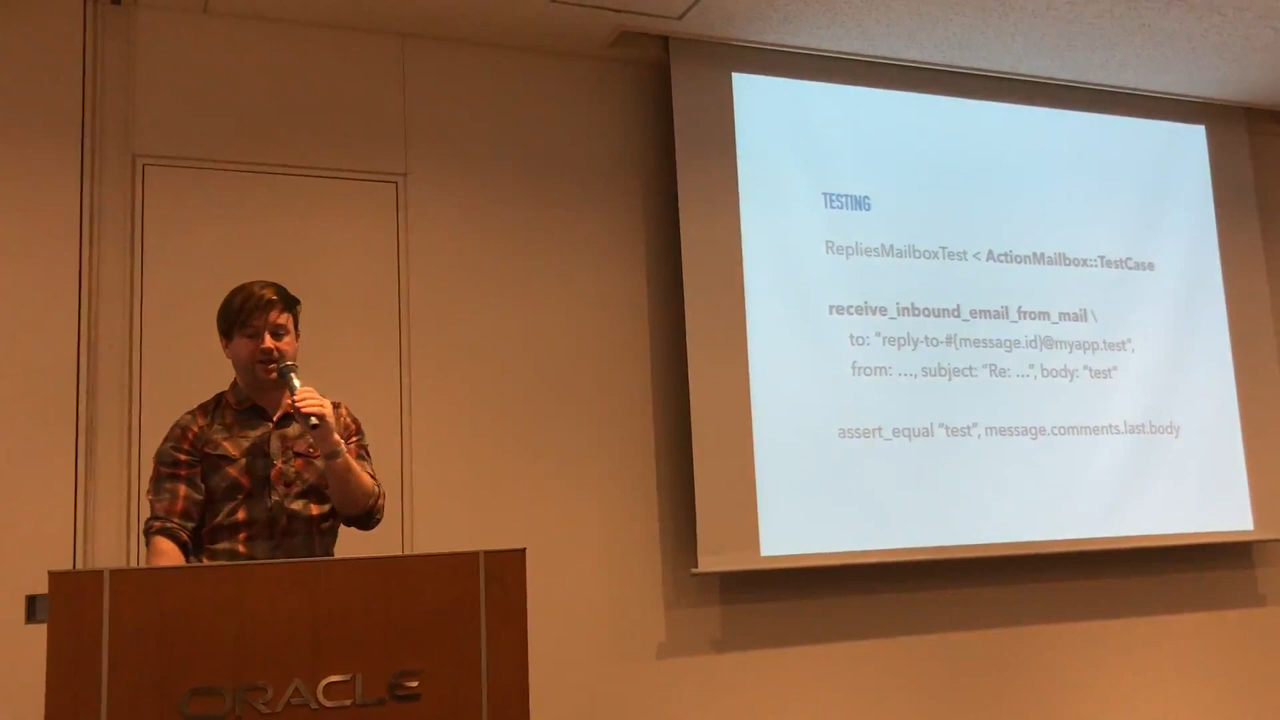 TESTING
RepliesMailboxTest < ActionMailbox::TestCase
receive_inbound_email_from_mail \
to: “reply-to-#{message.id}@myapp.test”,
from: …, subject: “Re: …”, body: “test”
assert_equal “test”, message.comments.last.body
ORACLE